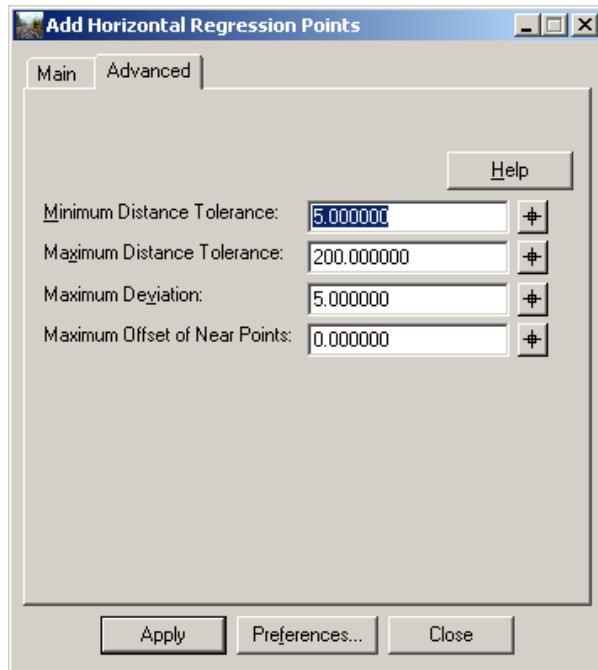 Add Horizontal Regression Points
Main Advanced
Help
Minimum Distance Tolerance: 5.000000
Maximum Distance Tolerance: 200.000000
Maximum Deviation: 5.000000
Maximum Offset of Near Points: 0.000000
Apply Preferences... Close